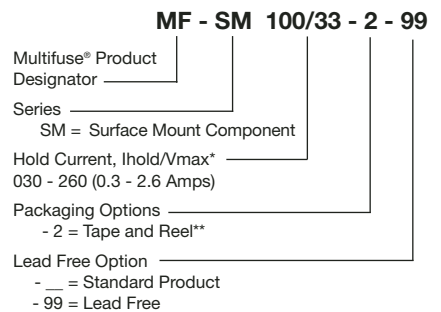 MF - SM 100/33 - 2 - 99
Multifuse® Product
Designator
Series
SM = Surface Mount Component
Hold Current, Ihold/Vmax*
030 - 260 (0.3 - 2.6 Amps)
Packaging Options
- 2 = Tape and Reel**
Lead Free Option
- __ = Standard Product
- 99 = Lead Free